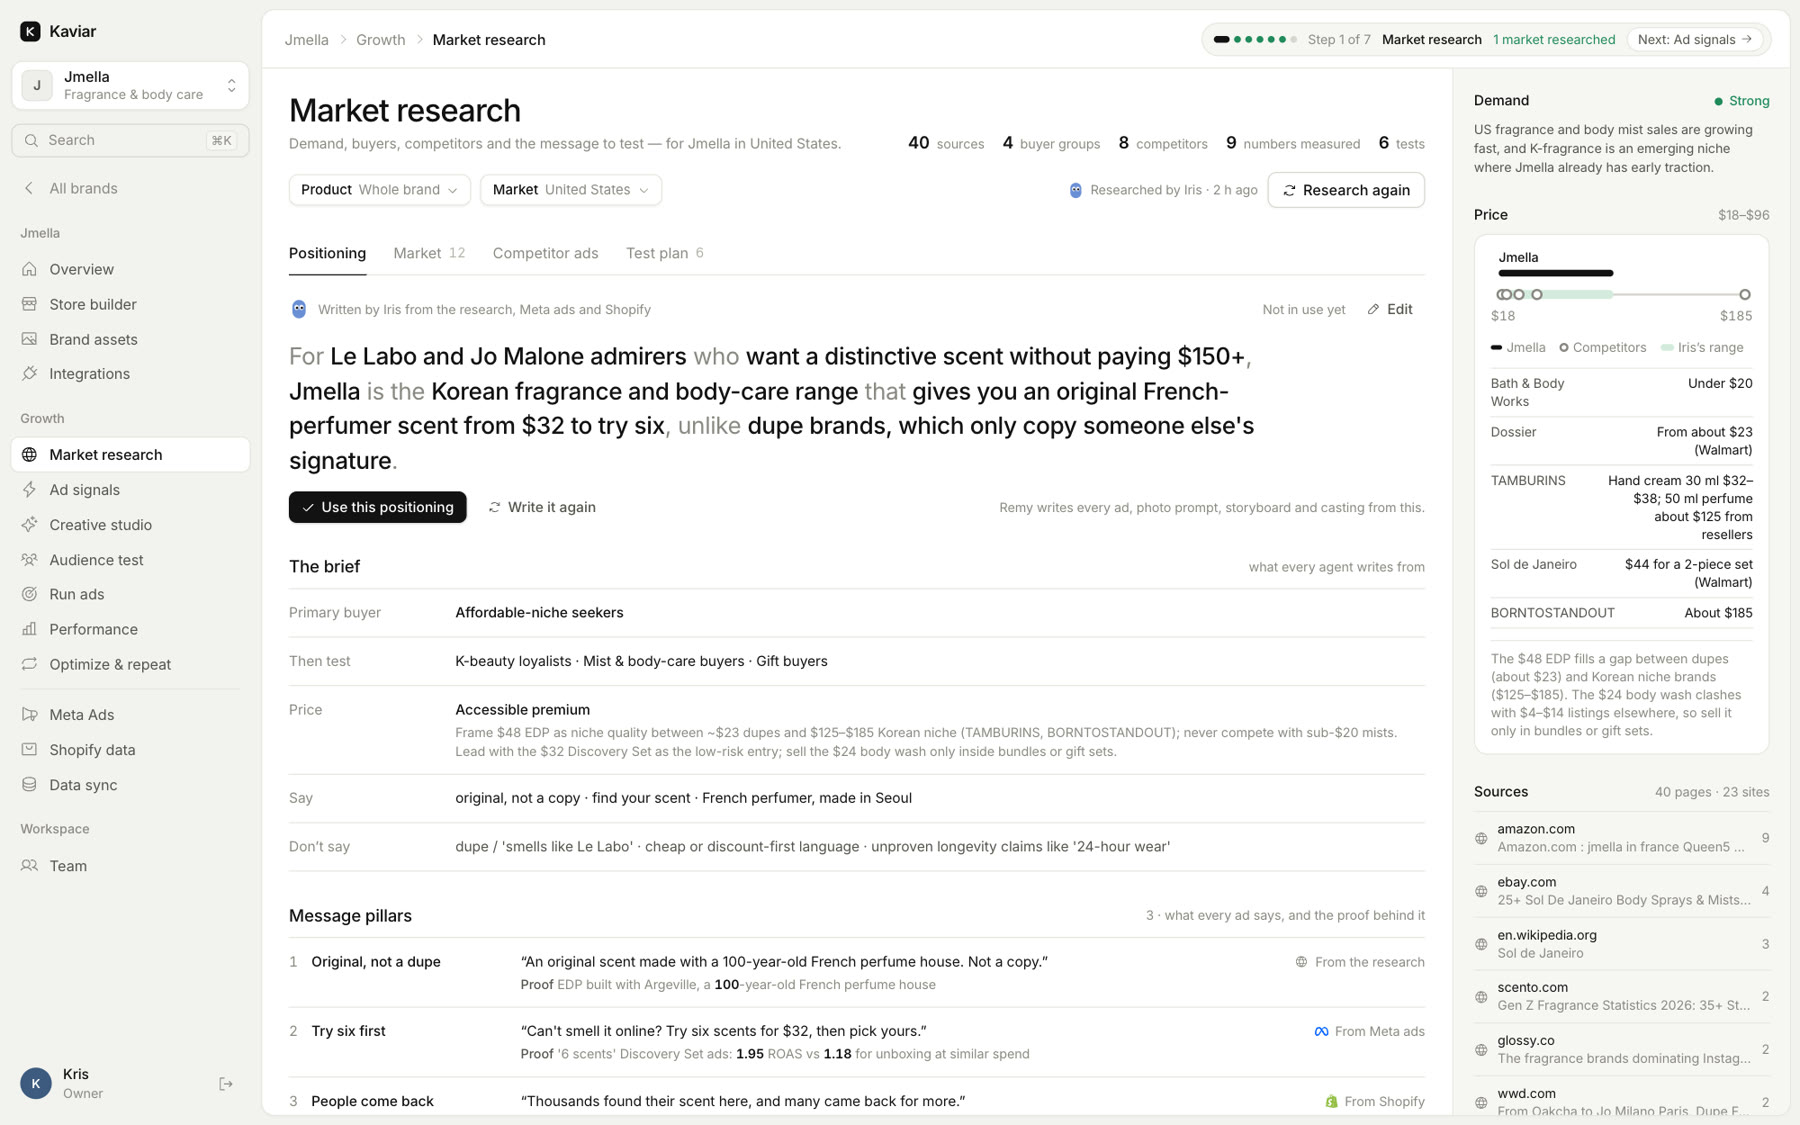 Kaviar
J
Jmella
Fragrance & body care
Search ⌘K
All brands
Jmella
Overview
Store builder
Brand assets
Integrations
Growth
Market research
Ad signals
Creative studio
Audience test
Run ads
Performance
Optimize & repeat
Meta Ads
Shopify data
Data sync
Workspace
Team
K
Kris
Owner
Jmella > Growth > Market research
Step 1 of 7 Market research 1 market researched Next: Ad signals →
Market research
Demand, buyers, competitors and the message to test — for Jmella in United States.
40 sources 4 buyer groups 8 competitors 9 numbers measured 6 tests
Product Whole brand
Market United States
Researched by Iris · 2 h ago
Research again
Positioning Market 12 Competitor ads Test plan 6
Written by Iris from the research, Meta ads and Shopify
Not in use yet
Edit
For Le Labo and Jo Malone admirers who want a distinctive scent without paying $150+,
Jmella is the Korean fragrance and body-care range that gives you an original French-
perfumer scent from $32 to try six, unlike dupe brands, which only copy someone else's
signature.
Use this positioning
Write it again
Remy writes every ad, photo prompt, storyboard and casting from this.
The brief
what every agent writes from
Primary buyer Affordable-niche seekers
Then test K-beauty loyalists · Mist & body-care buyers · Gift buyers
Price Accessible premium
Frame $48 EDP as niche quality between ~$23 dupes and $125–$185 Korean niche (TAMBURINS, BORNTOSTANDOUT); never compete with sub-$20 mists.
Lead with the $32 Discovery Set as the low-risk entry; sell the $24 body wash only inside bundles or gift sets.
Say original, not a copy · find your scent · French perfumer, made in Seoul
Don't say dupe / 'smells like Le Labo' · cheap or discount-first language · unproven longevity claims like '24-hour wear'
Message pillars
3 · what every ad says, and the proof behind it
1 Original, not a dupe “An original scent made with a 100-year-old French perfume house. Not a copy.” From the research
Proof EDP built with Argeville, a 100-year-old French perfume house
2 Try six first “Can't smell it online? Try six scents for $32, then pick yours.” From Meta ads
Proof '6 scents' Discovery Set ads: 1.95 ROAS vs 1.18 for unboxing at similar spend
3 People come back “Thousands found their scent here, and many came back for more.” From Shopify
Demand Strong
US fragrance and body mist sales are growing
fast, and K-fragrance is an emerging niche
where Jmella already has early traction.
Price $18–$96
Jmella
$18 $185
Jmella Competitors Iris's range
Bath & Body Under $20
Works
Dossier From about $23
(Walmart)
TAMBURINS Hand cream 30 ml $32–
$38; 50 ml perfume
about $125 from
resellers
Sol de Janeiro $44 for a 2-piece set
(Walmart)
BORNTOSTANDOUT About $185
The $48 EDP fills a gap between dupes
(about $23) and Korean niche brands
($125–$185). The $24 body wash clashes
with $4–$14 listings elsewhere, so sell it
only in bundles or gift sets.
Sources 40 pages · 23 sites
amazon.com 9
Amazon.com : jmella in france Queen5 ...
ebay.com 4
25+ Sol De Janeiro Body Sprays & Mists...
en.wikipedia.org 3
Sol de Janeiro
scento.com 2
Gen Z Fragrance Statistics 2026: 35+ St...
glossy.co 2
The fragrance brands dominating Instag...
wwd.com 2
From Oakcha to Jo Milano Paris, Dupe F...